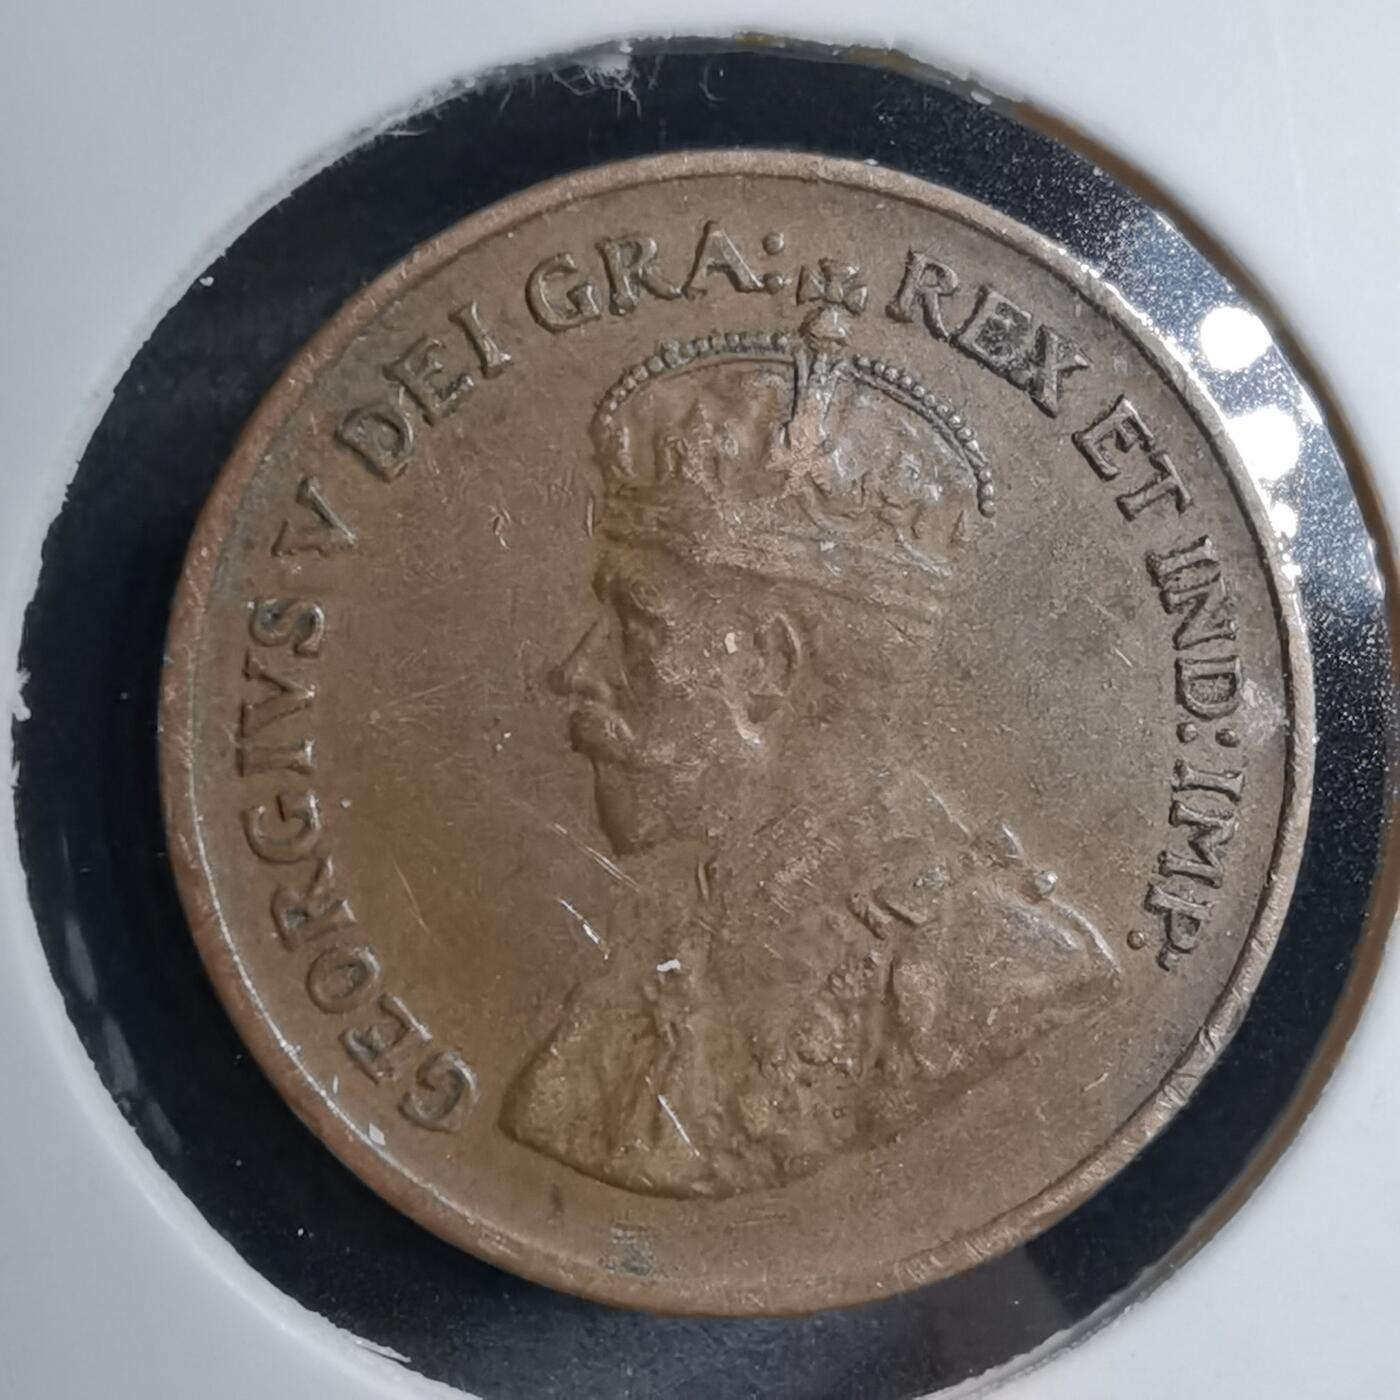 GEORGIVS V DEI GRA: REX ET IND: IMP.